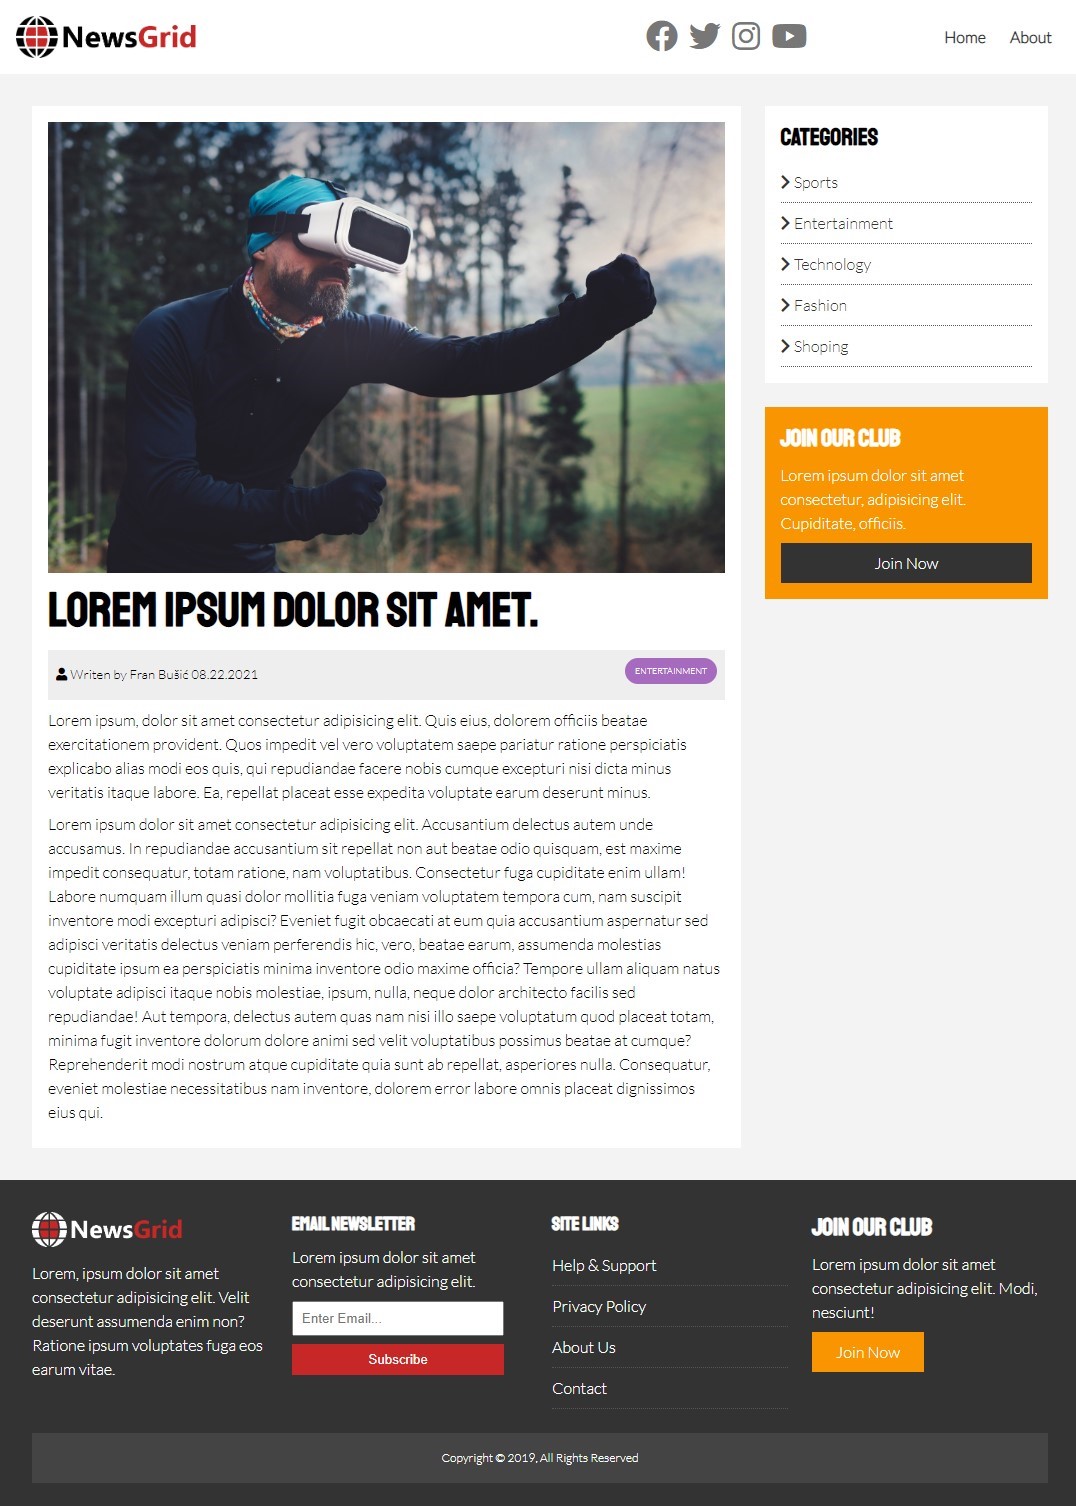 NewsGrid
Home About
CATEGORIES
Sports
Entertainment
Technology
Fashion
Shoping
JOIN OUR CLUB
Lorem ipsum dolor sit amet
consectetur, adipisicing elit.
Cupiditate, officiis.
Join Now
LOREM IPSUM DOLOR SIT AMET.
Writen by Fran Bušić 08.22.2021
ENTERTAINMENT
Lorem ipsum, dolor sit amet consectetur adipisicing elit. Quis eius, dolorem officiis beatae
exercitationem provident. Quos impedit vel vero voluptatem saepe pariatur ratione perspiciatis
explicabo alias modi eos quis, qui repudiandae facere nobis cumque excepturi nisi dicta minus
veritatis itaque labore. Ea, repellat placeat esse expedita voluptate earum deserunt minus.
Lorem ipsum dolor sit amet consectetur adipisicing elit. Accusantium delectus autem unde
accusamus. In repudiandae accusantium sit repellat non aut beatae odio quisquam, est maxime
impedit consequatur, totam ratione, nam voluptatibus. Consectetur fuga cupiditate enim ullam!
Labore numquam illum quasi dolor mollitia fuga veniam voluptatem tempora cum, nam suscipit
inventore modi excepturi adipisci? Eveniet fugit obcaecati at eum quia accusantium aspernatur sed
adipisci veritatis delectus veniam perferendis hic, vero, beatae earum, assumenda molestias
cupiditate ipsum ea perspiciatis minima inventore odio maxime officia? Tempore ullam aliquam natus
voluptate adipisci itaque nobis molestiae, ipsum, nulla, neque dolor architecto facilis sed
repudiandae! Aut tempora, delectus autem quas nam nisi illo saepe voluptatum quod placeat totam,
minima fugit inventore dolorum dolore animi sed velit voluptatibus possimus beatae at cumque?
Reprehenderit modi nostrum atque cupiditate quia sunt ab repellat, asperiores nulla. Consequatur,
eveniet molestiae necessitatibus nam inventore, dolorem error labore omnis placeat dignissimos
eius qui.
NewsGrid
Lorem, ipsum dolor sit amet
consectetur adipisicing elit. Velit
deserunt assumenda enim non?
Ratione ipsum voluptates fuga eos
earum vitae.
EMAIL NEWSLETTER
Lorem ipsum dolor sit amet
consectetur adipisicing elit.
Enter Email...
Subscribe
SITE LINKS
Help & Support
Privacy Policy
About Us
Contact
JOIN OUR CLUB
Lorem ipsum dolor sit amet
consectetur adipisicing elit. Modi,
nesciunt!
Join Now
Copyright © 2019, All Rights Reserved